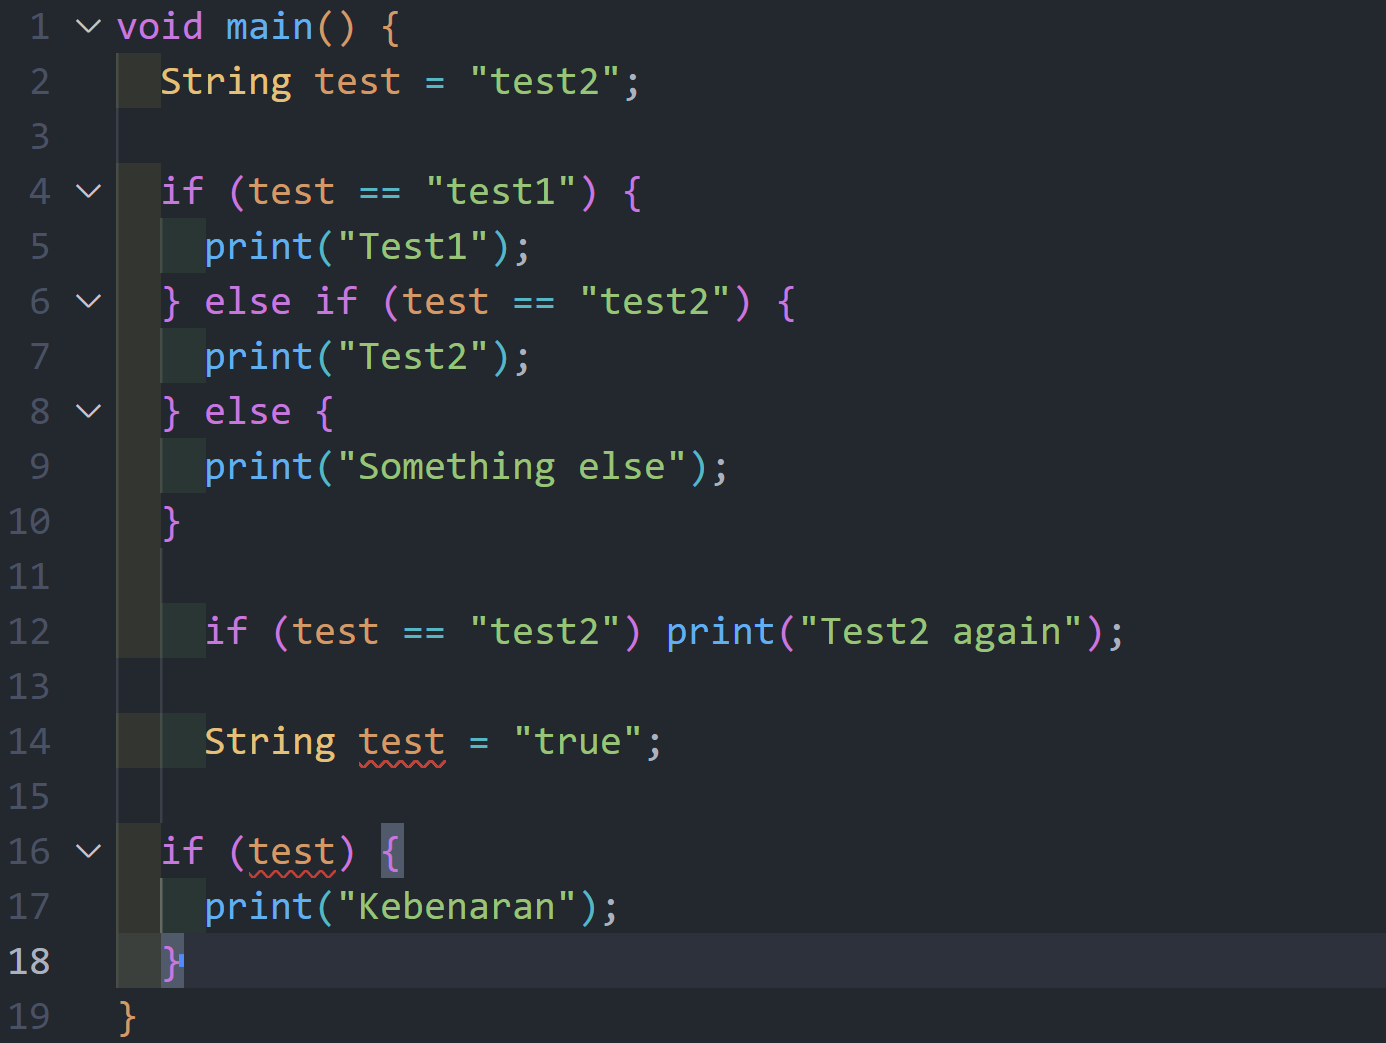 1 void main() {
2 String test = "test2";
3
4 if (test == "test1") {
5 print("Test1");
6 } else if (test == "test2") {
7 print("Test2");
8 } else {
9 print("Something else");
10 }
11
12 if (test == "test2") print("Test2 again");
13
14 String test = "true";
15
16 if (test) {
17 print("Kebenaran");
18 }
19 }